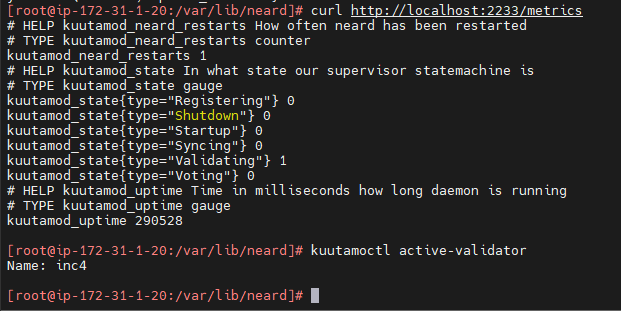 [root@ip-172-31-1-20:/var/lib/neard]# curl http://localhost:2233/metrics
# HELP kuutamod_neard_restarts How often neard has been restarted
# TYPE kuutamod_neard_restarts counter
kuutamod_neard_restarts 1
# HELP kuutamod_state In what state our supervisor statemachine is
# TYPE kuutamod_state gauge
kuutamod_state{type="Registering"} 0
kuutamod_state{type="Shutdown"} 0
kuutamod_state{type="Startup"} 0
kuutamod_state{type="Syncing"} 0
kuutamod_state{type="Validating"} 1
kuutamod_state{type="Voting"} 0
# HELP kuutamod_uptime Time in milliseconds how long daemon is running
# TYPE kuutamod_uptime gauge
kuutamod_uptime 290528
[root@ip-172-31-1-20:/var/lib/neard]# kuutamoctl active-validator
Name: inc4
[root@ip-172-31-1-20:/var/lib/neard]#